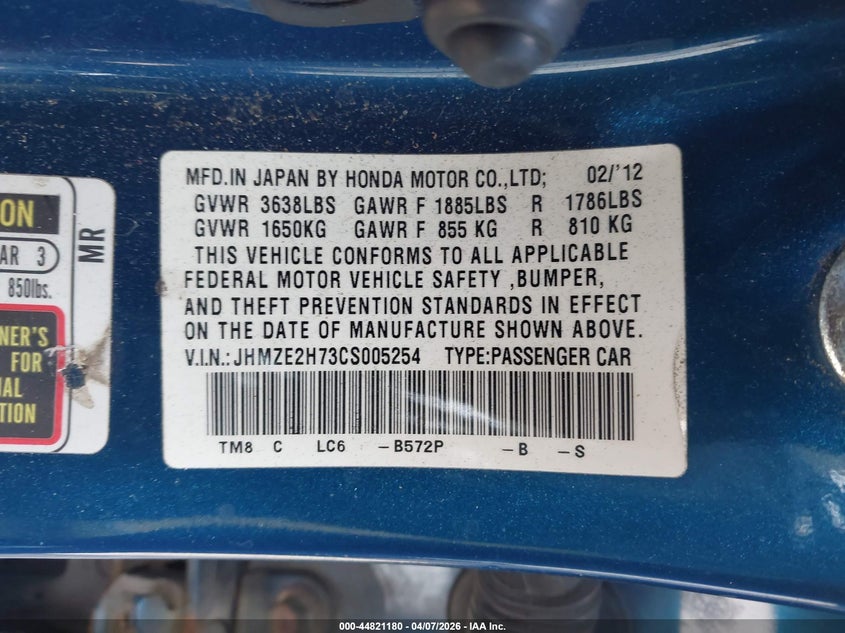 MFD.IN JAPAN BY HONDA MOTOR CO.,LTD; 02/'12
GVWR 3638LBS GAWR F 1885LBS R 1786LBS
GVWR 1650KG GAWR F 855 KG R 810 KG
THIS VEHICLE CONFORMS TO ALL APPLICABLE
FEDERAL MOTOR VEHICLE SAFETY ,BUMPER,
AND THEFT PREVENTION STANDARDS IN EFFECT
ON THE DATE OF MANUFACTURE SHOWN ABOVE.
V.I.N.:JHMZE2H73CS005254 TYPE:PASSENGER CAR
TM8 C LC6 -B572P -B -S
ON
AR 3
850lbs.
NER'S
FOR
IAL
TION
MR
000-44821180 - 04/07/2026 - IAA Inc.